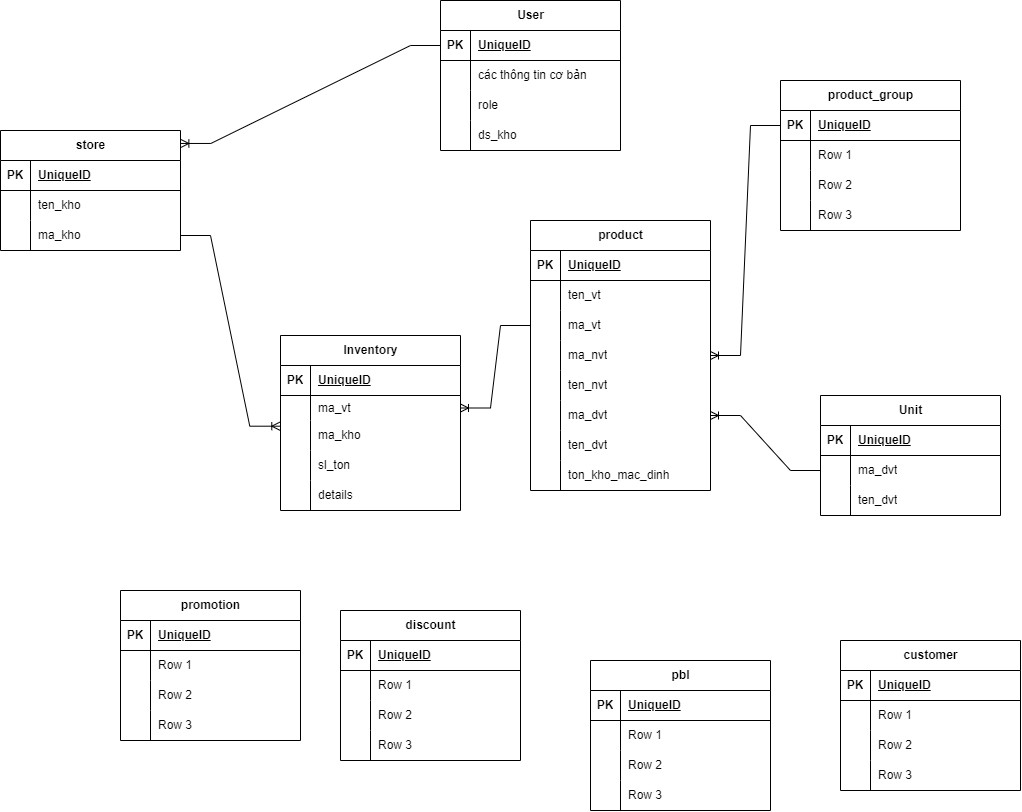 User
PK UniqueID
các thông tin cơ bản
role
ds_kho
product_group
PK UniqueID
Row 1
Row 2
Row 3
store
PK UniqueID
ten_kho
ma_kho
product
PK UniqueID
ten_vt
ma_vt
ma_nvt
ten_nvt
ma_dvt
ten_dvt
ton_kho_mac_dinh
Inventory
PK UniqueID
ma_vt
ma_kho
sl_ton
details
Unit
PK UniqueID
ma_dvt
ten_dvt
promotion
PK UniqueID
Row 1
Row 2
Row 3
discount
PK UniqueID
Row 1
Row 2
Row 3
pbl
PK UniqueID
Row 1
Row 2
Row 3
customer
PK UniqueID
Row 1
Row 2
Row 3